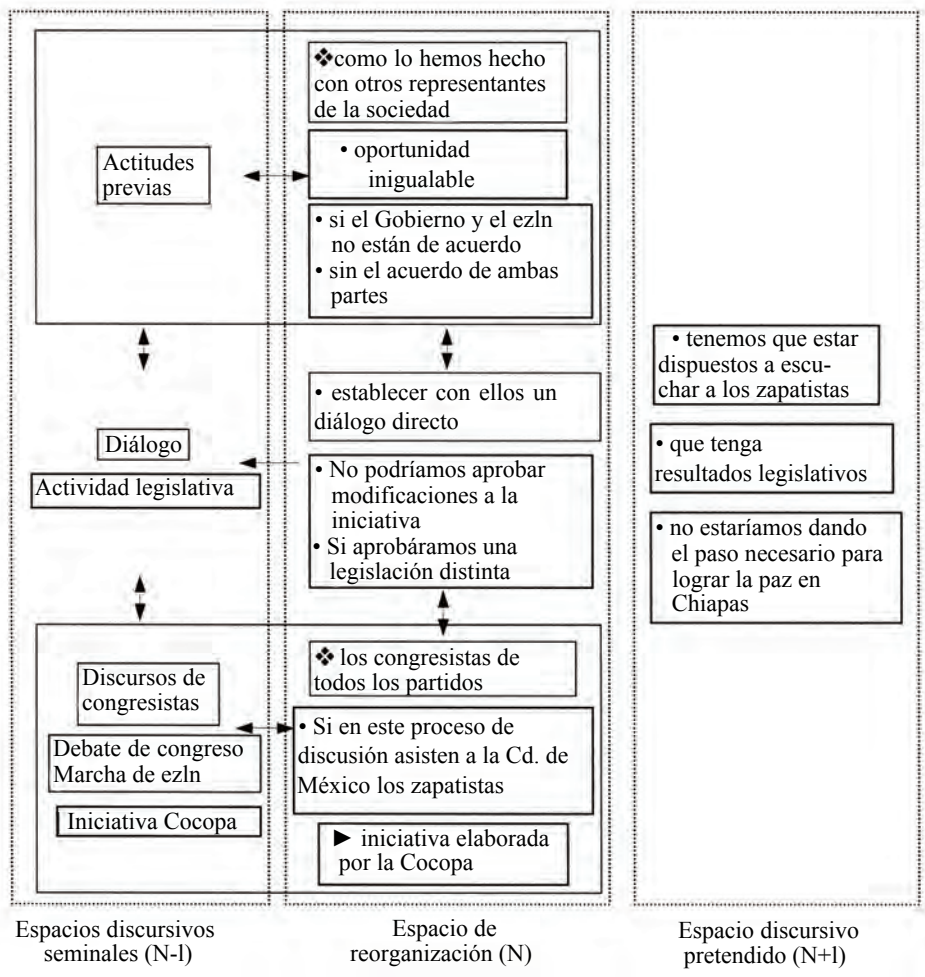 Actitudes
previas
❖como lo hemos hecho
con otros representantes
de la sociedad
• oportunidad
inigualable
• si el Gobierno y el ezln
no están de acuerdo
• sin el acuerdo de ambas
partes
Diálogo
Actividad legislativa
• establecer con ellos un
diálogo directo
• No podríamos aprobar
modificaciones a la
iniciativa
• Si aprobáramos una
legislación distinta
Discursos de
congresistas
Debate de congreso
Marcha de ezln
Iniciativa Cocopa
❖ los congresistas de
todos los partidos
• Si en este proceso de
discusión asisten a la Cd. de
México los zapatistas
► iniciativa elaborada
por la Cocopa
• tenemos que estar
dispuestos a escu-
char a los zapatistas
• que tenga
resultados legislativos
• no estaríamos dando
el paso necesario para
lograr la paz en
Chiapas
Espacios discursivos
seminales (N-l)
Espacio de
reorganización (N)
Espacio discursivo
pretendido (N+l)